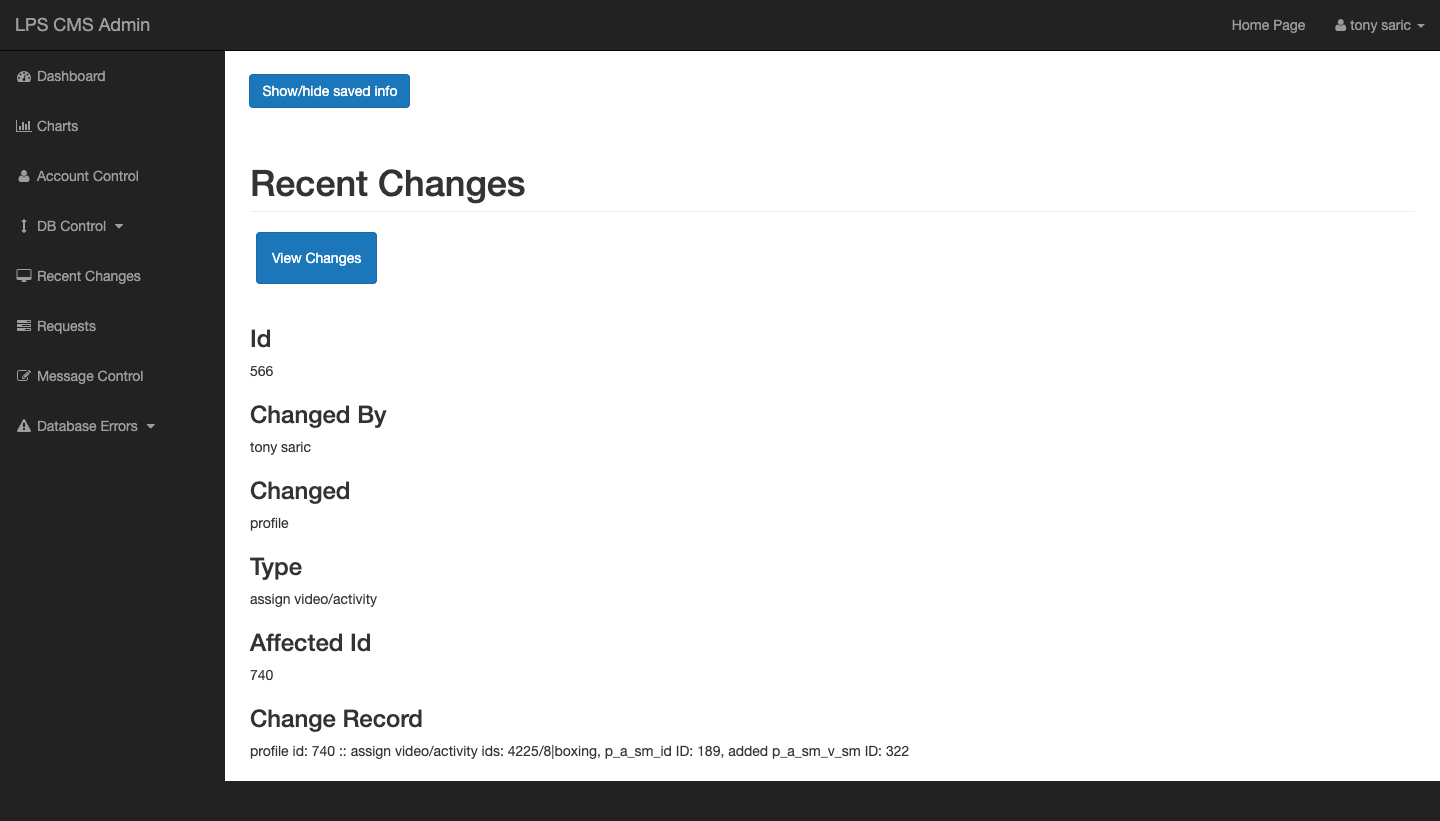 LPS CMS Admin
Home Page
tony saric
Dashboard
Charts
Account Control
DB Control
Recent Changes
Requests
Message Control
Database Errors
Show/hide saved info
Recent Changes
View Changes
Id
566
Changed By
tony saric
Changed
profile
Type
assign video/activity
Affected Id
740
Change Record
profile id: 740 :: assign video/activity ids: 4225/8|boxing, p_a_sm_id ID: 189, added p_a_sm_v_sm ID: 322